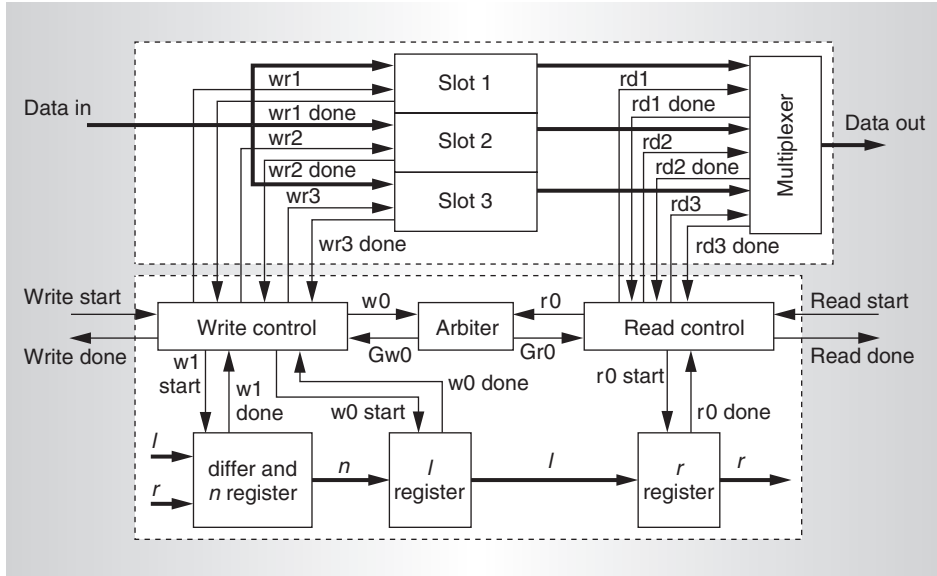 wr1
Slot 1
rd1
rd1 done
Data in
wr1 done
Data out
wr2
Slot 2
rd2
Multiplexer
wr2 done
rd2 done
wr3
Slot 3
rd3
wr3 done
rd3 done
Write start
w0
r0
Read start
Write control
Arbiter
Read control
Write done
Gw0
Gr0
Read done
w1
start
w1
done
w0 done
w0 start
r0 start
r0 done
l
r
differ and
n register
n
l
register
l
r
register
r